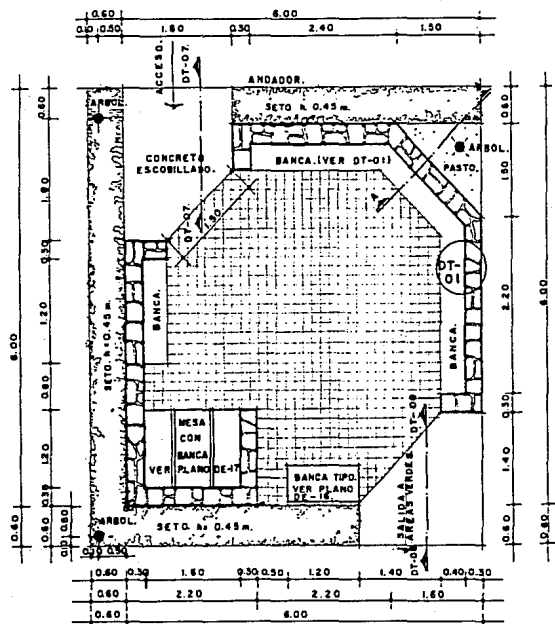 0.60 6.00
0.10 0.50 1.60 0.30 2.40 1.50
ACCESO.
DT-07.
ANDADOR.
ARBOL.
SETO h 0.45 m.
CONCRETO
ESCOBILLADO.
BANCA.(VER DT-01)
ARBOL.
PASTO.
DT-07.
1.50
A
DT-
01
BANCA.
BANCA.
SETO. h=0.45 m.
MESA
CON
BANCA
VER PLANO DE-17
BANCA TIPO.
VER PLANO
DE-16.
SALIDA A
AREAS VERDES.
DT-08
DT-08
ARBOL.
SETO. h= 0.45 m.
0.60
0.30
1.20
0.80
1.20
0.30
0.60
6.00
0.60
0.60
1.50
2.20
0.30
1.40
0.60
6.00
0.60
0.60 0.30 1.60 0.30 0.50 1.20 1.40 0.40 0.30
0.60 2.20 2.20 1.60
0.60 6.00